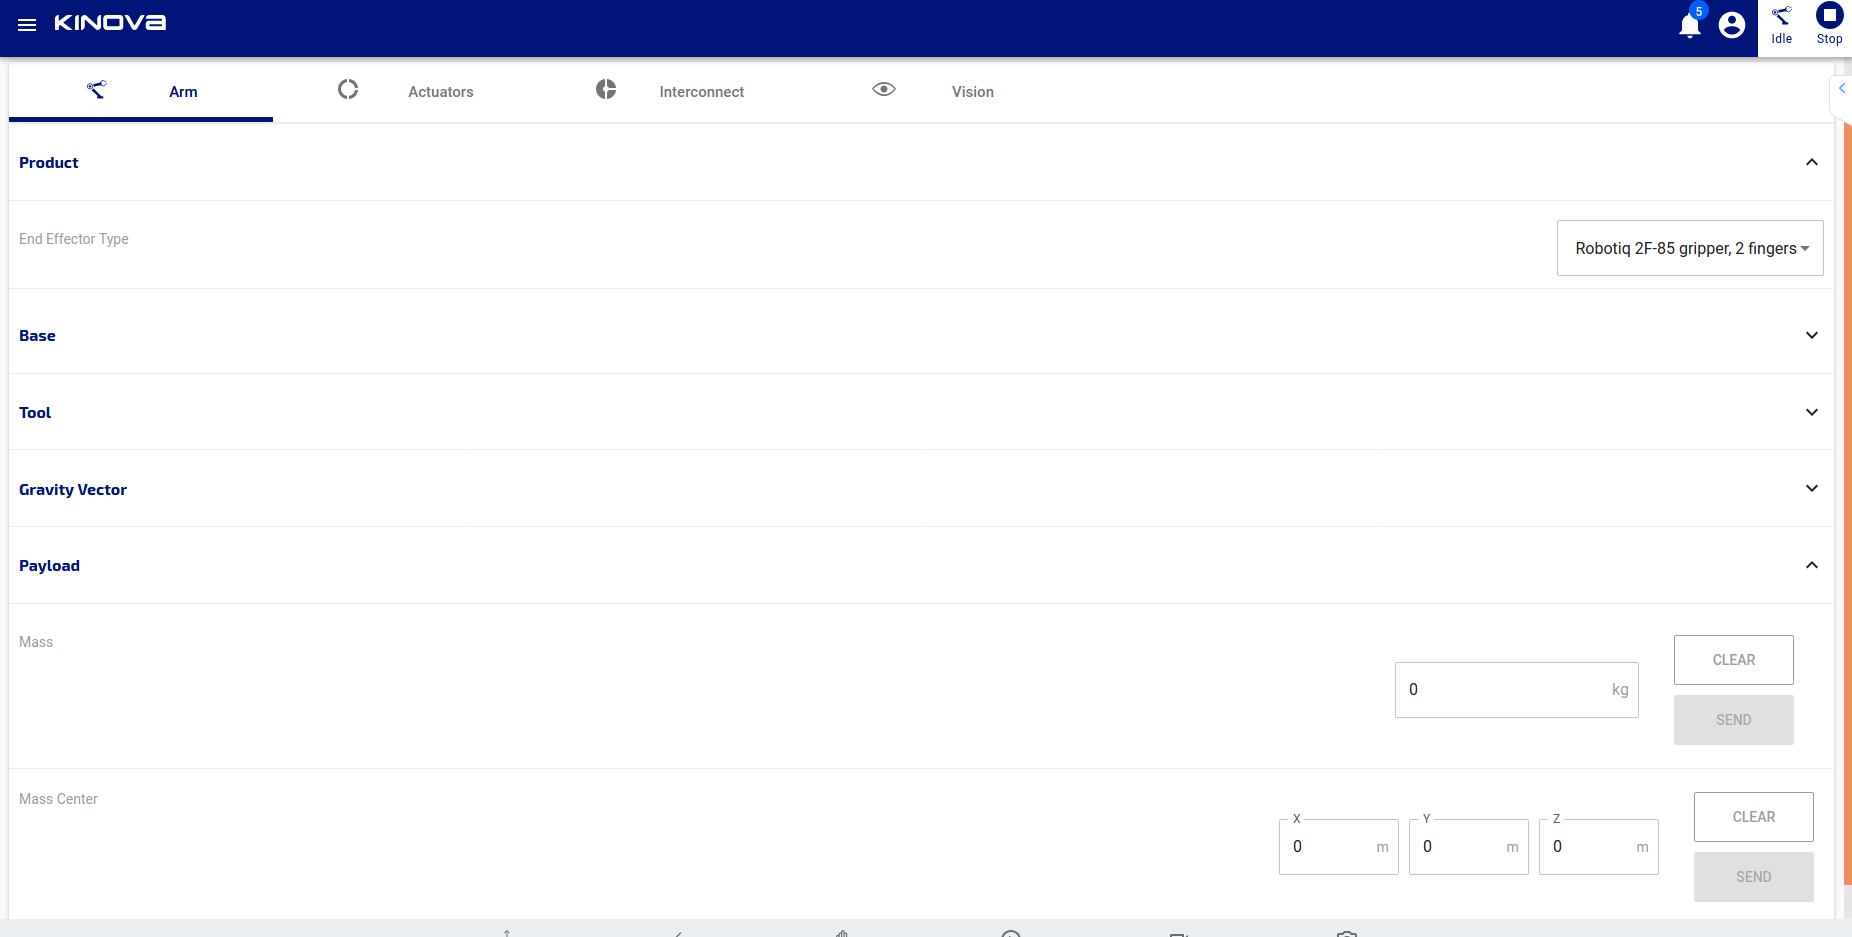 KINOVA
5
Idle
Stop
Arm
Actuators
Interconnect
Vision
Product
End Effector Type
Robotiq 2F-85 gripper, 2 fingers
Base
Tool
Gravity Vector
Payload
Mass
0 kg
CLEAR
SEND
Mass Center
X
0 m
Y
0 m
Z
0 m
CLEAR
SEND